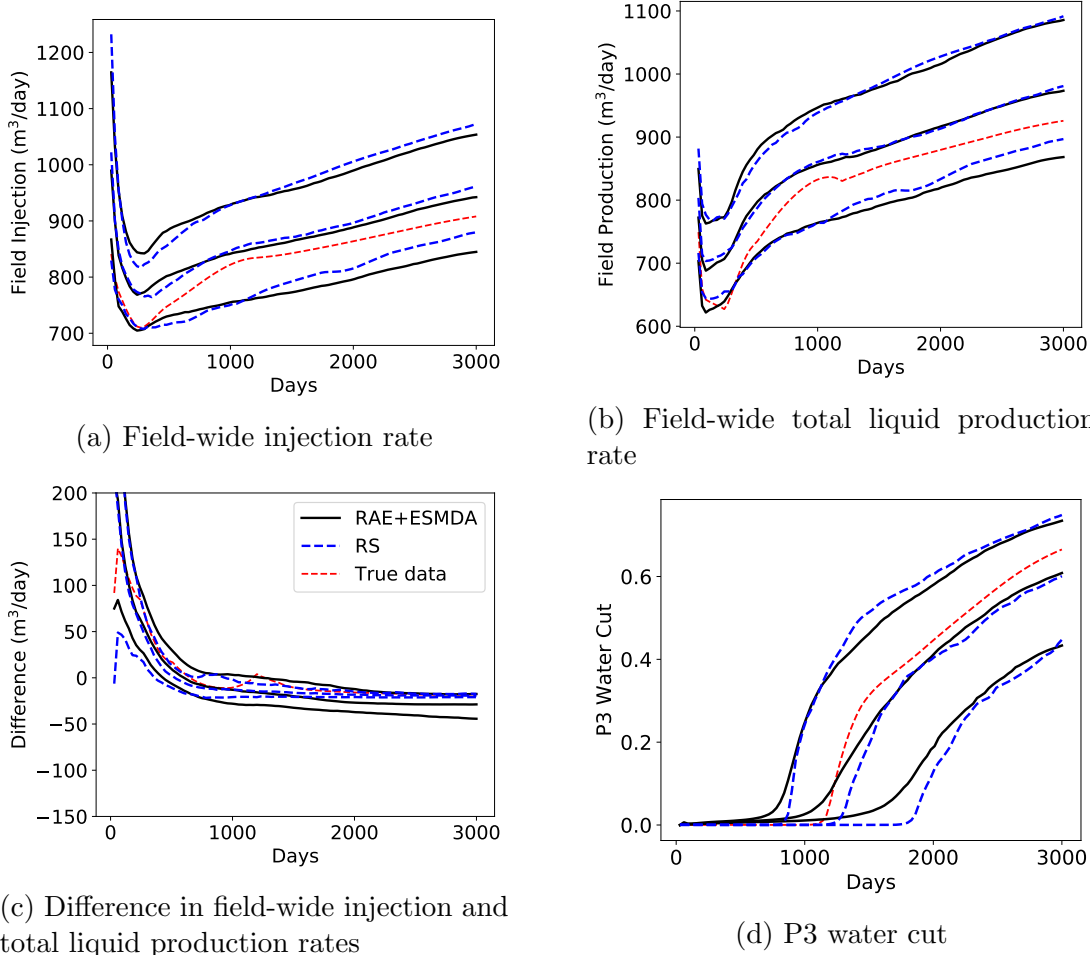 1200
1100
1000
900
800
700
Field Injection (m³/day)
0
1000
2000
3000
Days
(a) Field-wide injection rate
1100
1000
900
800
700
600
Field Production (m³/day)
0
1000
2000
3000
Days
(b) Field-wide total liquid production
rate
200
150
100
50
0
−50
−100
−150
Difference (m³/day)
RAE+ESMDA
RS
True data
0
1000
2000
3000
Days
(c) Difference in field-wide injection and
total liquid production rates
0.6
0.4
0.2
0.0
P3 Water Cut
0
1000
2000
3000
Days
(d) P3 water cut